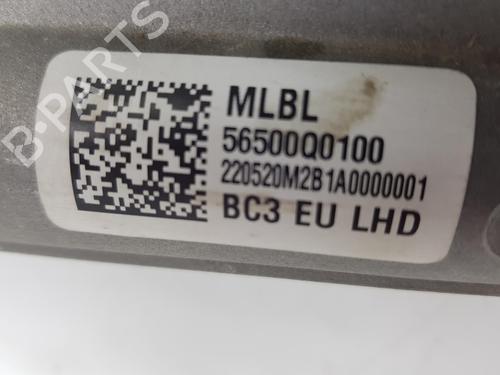 B-PARTS
MLBL
56500Q0100
220520M2B1A0000001
BC3 EU LHD